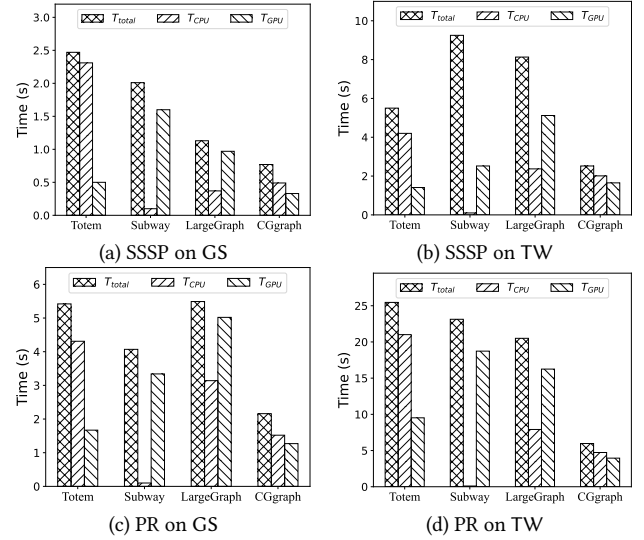 T_total T_CPU T_GPU
3.0
2.5
2.0
1.5
1.0
0.5
0.0
Time (s)
Totem Subway LargeGraph CGgraph
(a) SSSP on GS
T_total T_CPU T_GPU
10
8
6
4
2
0
Time (s)
Totem Subway LargeGraph CGgraph
(b) SSSP on TW
T_total T_CPU T_GPU
6
5
4
3
2
1
0
Time (s)
Totem Subway LargeGraph CGgraph
(c) PR on GS
T_total T_CPU T_GPU
25
20
15
10
5
0
Time (s)
Totem Subway LargeGraph CGgraph
(d) PR on TW